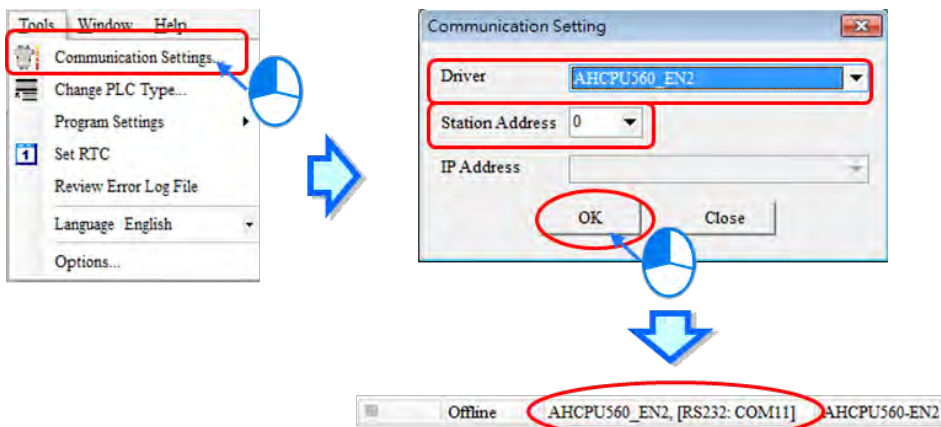 Tools Window Help
Communication Settings...
Change PLC Type...
Program Settings
1 Set RTC
Review Error Log File
Language English
Options...
Communication Setting
Driver AHCPU560_EN2
Station Address 0
IP Address
OK Close
Offline AHCPU560_EN2, [RS232: COM11] AHCPU560-EN2